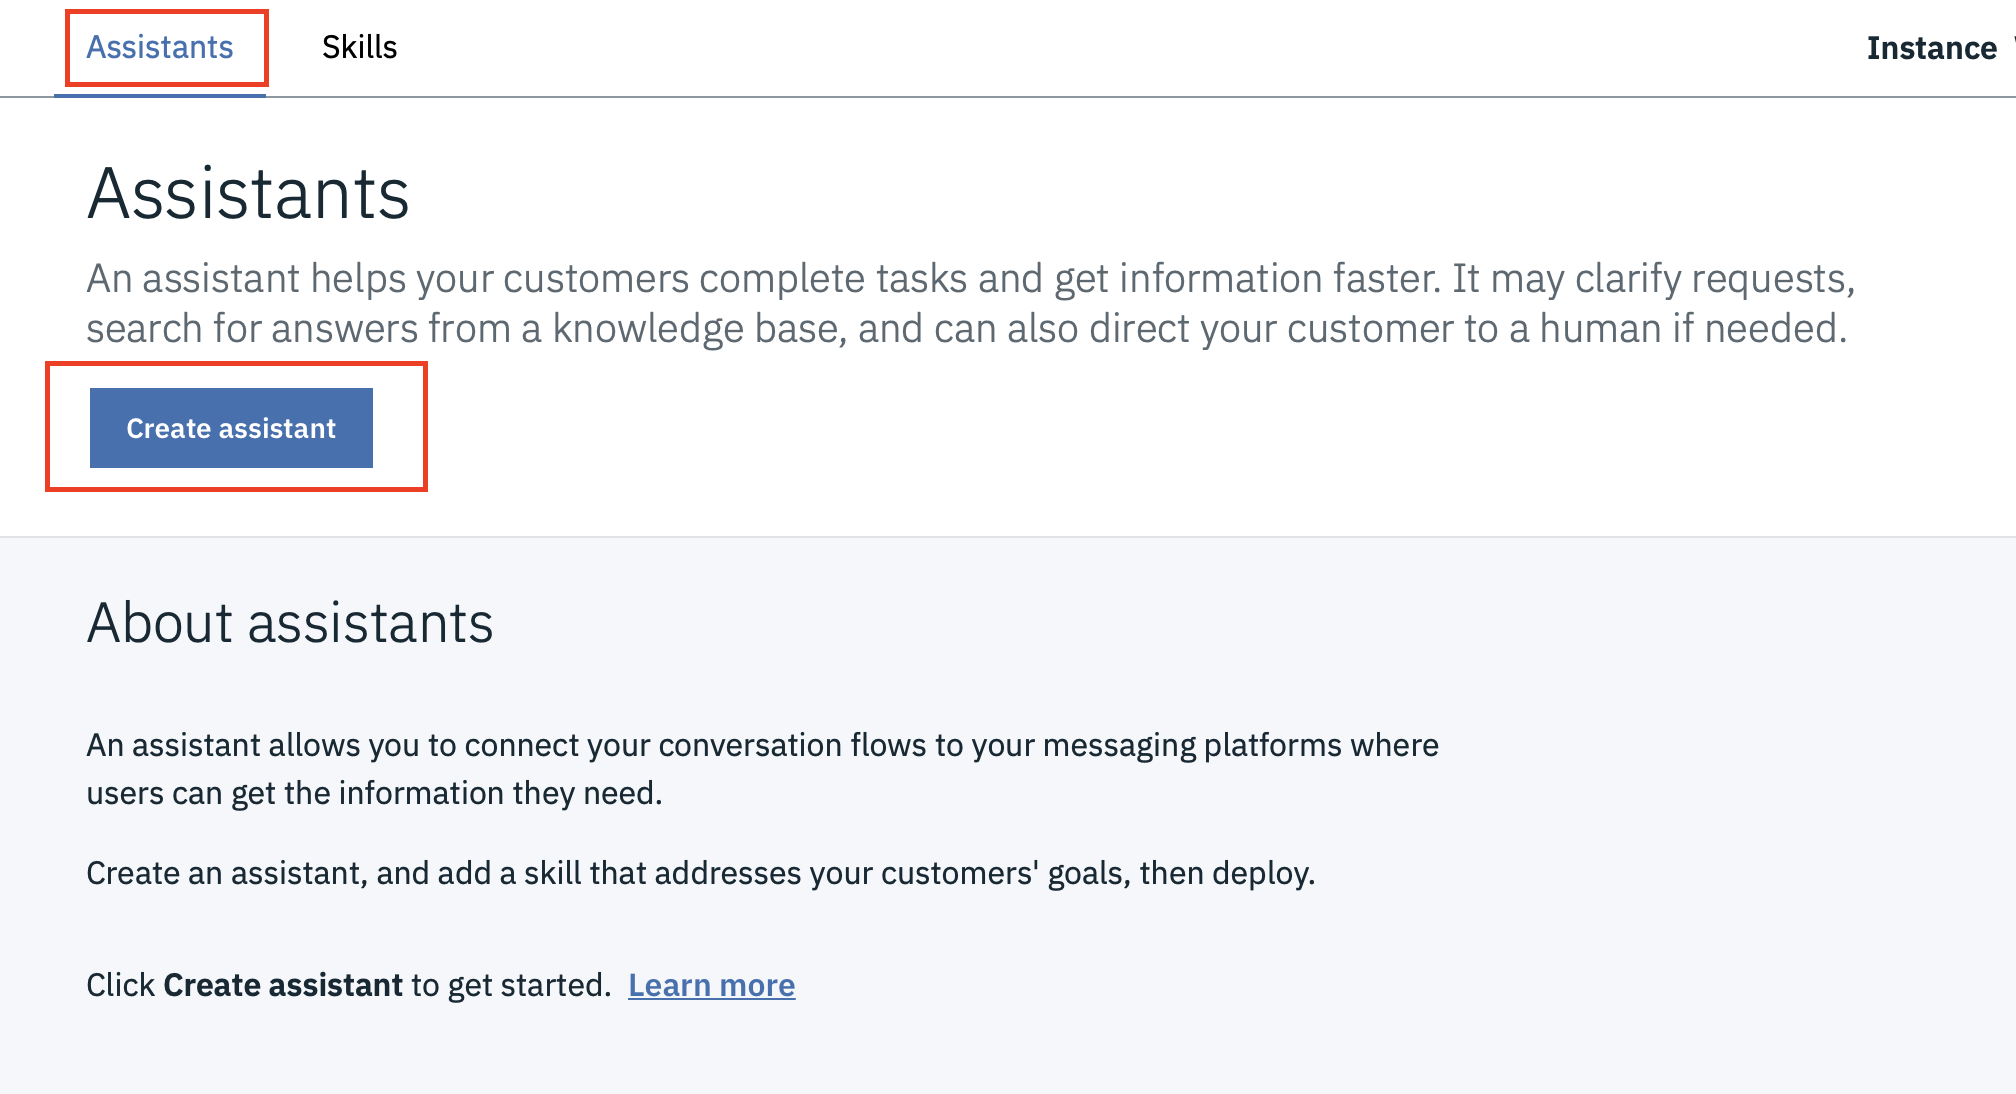 Assistants Skills Instance
Assistants
An assistant helps your customers complete tasks and get information faster. It may clarify requests,
search for answers from a knowledge base, and can also direct your customer to a human if needed.
Create assistant
About assistants
An assistant allows you to connect your conversation flows to your messaging platforms where
users can get the information they need.
Create an assistant, and add a skill that addresses your customers' goals, then deploy.
Click Create assistant to get started. Learn more